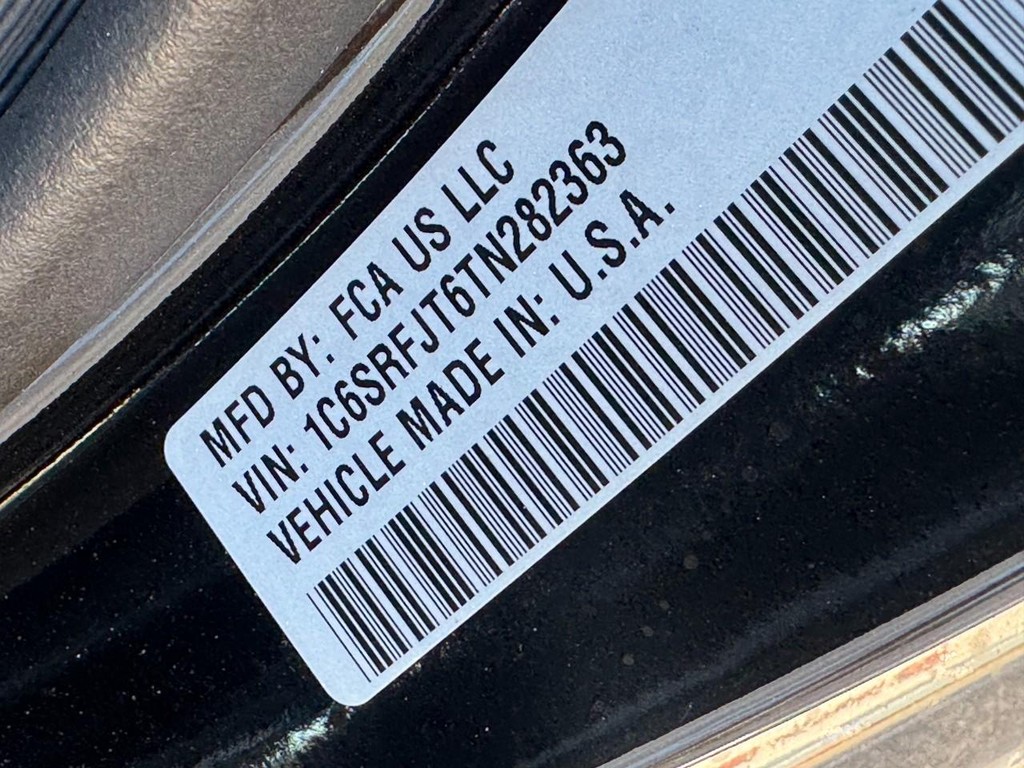 MFD BY: FCA US LLC
VIN: 1C6SRFJT6TN282363
VEHICLE MADE IN: U.S.A.